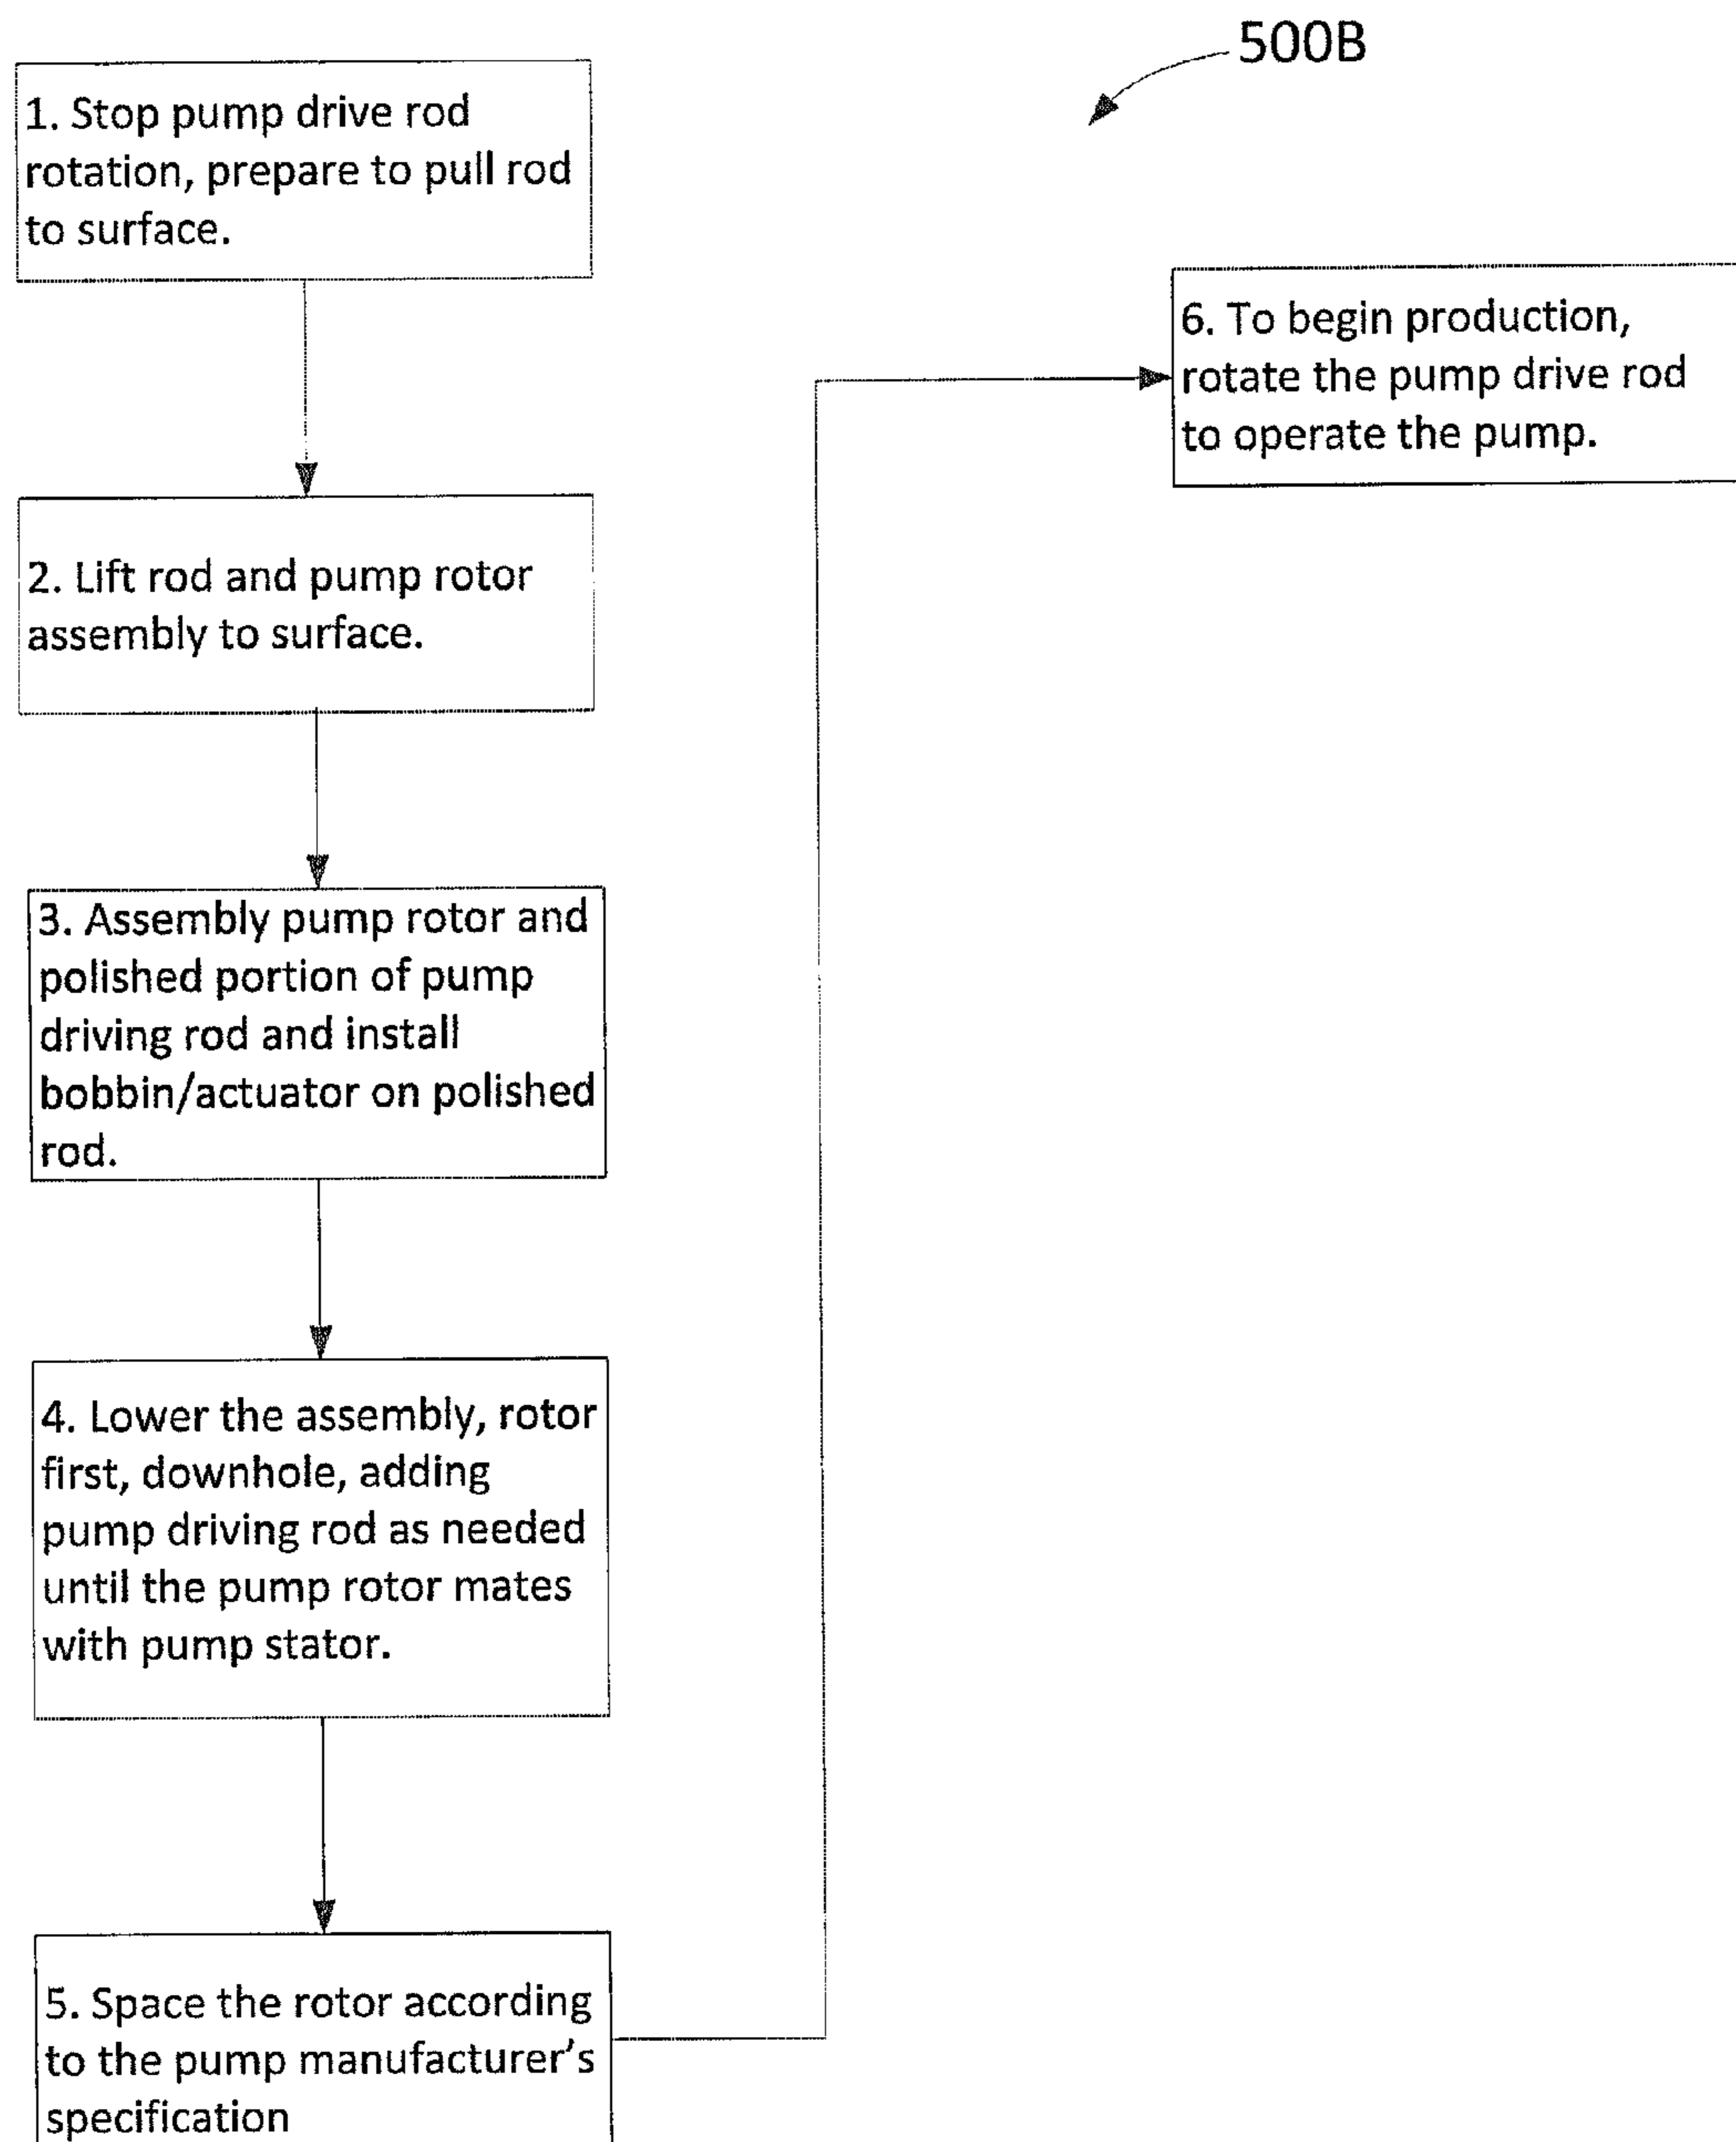 500B
1. Stop pump drive rod
rotation, prepare to pull rod
to surface.
2. Lift rod and pump rotor
assembly to surface.
3. Assembly pump rotor and
polished portion of pump
driving rod and install
bobbin/actuator on polished
rod.
4. Lower the assembly, rotor
first, downhole, adding
pump driving rod as needed
until the pump rotor mates
with pump stator.
5. Space the rotor according
to the pump manufacturer's
specification
6. To begin production,
rotate the pump drive rod
to operate the pump.